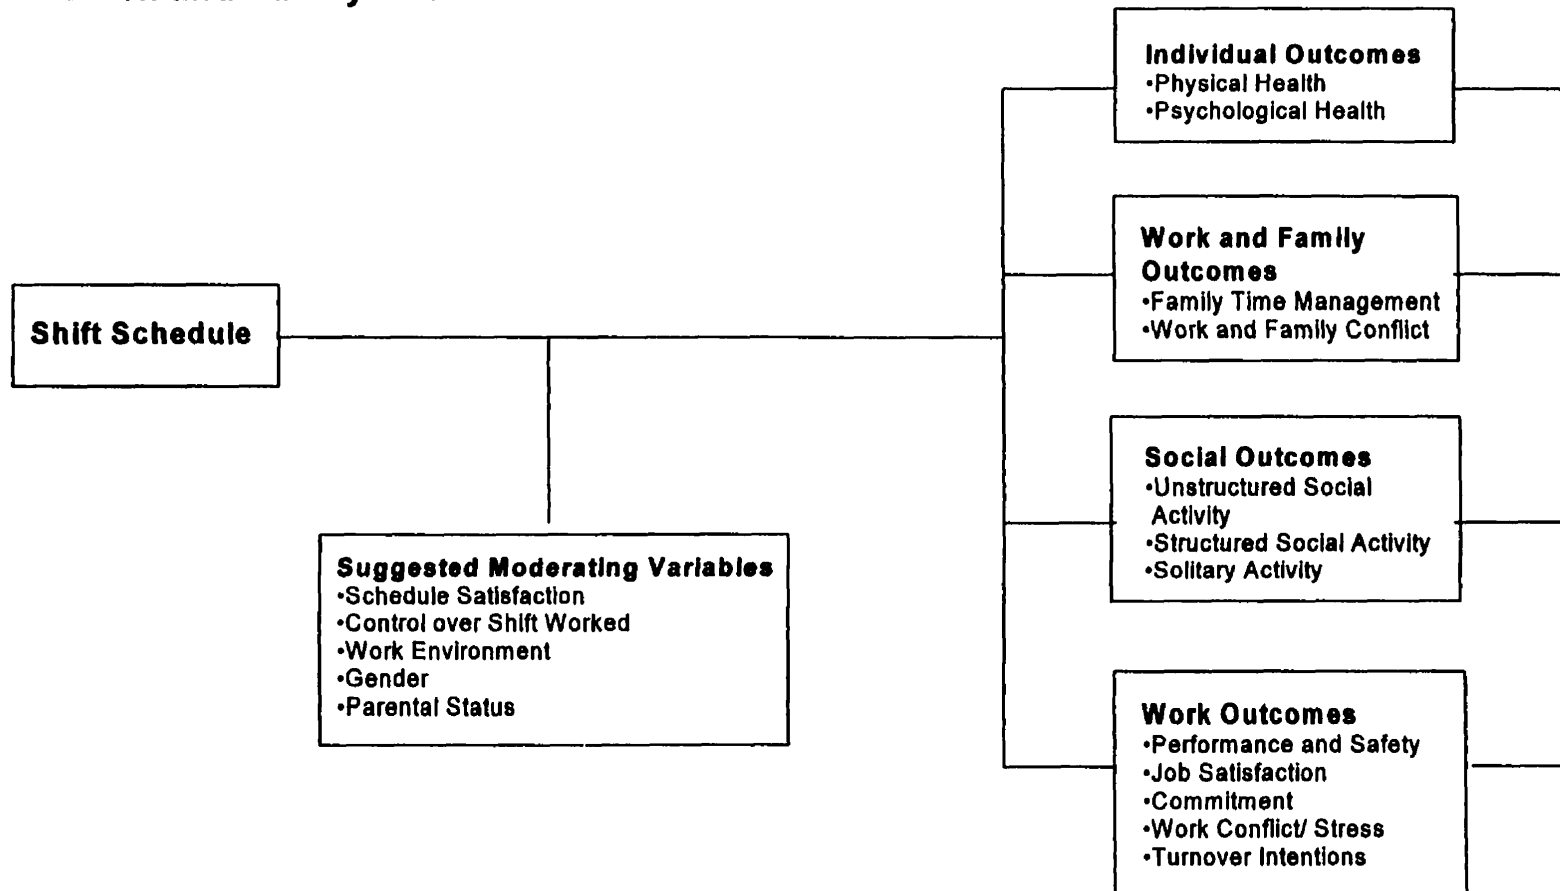 Individual Outcomes
•Physical Health
•Psychological Health
Work and Family
Outcomes
•Family Time Management
•Work and Family Conflict
Shift Schedule
Social Outcomes
•Unstructured Social
Activity
•Structured Social Activity
•Solitary Activity
Suggested Moderating Variables
•Schedule Satisfaction
•Control over Shift Worked
•Work Environment
•Gender
•Parental Status
Work Outcomes
•Performance and Safety
•Job Satisfaction
•Commitment
•Work Conflict/ Stress
•Turnover Intentions